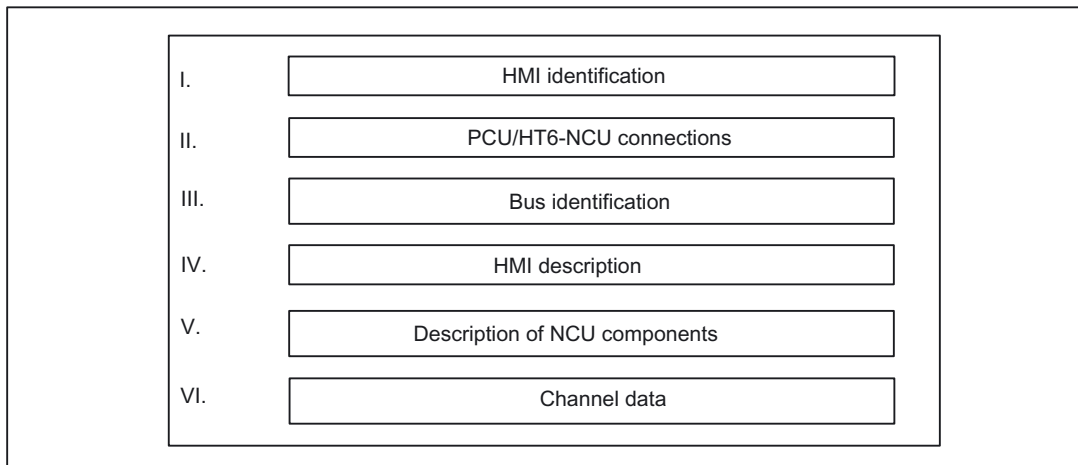 I. HMI identification
II. PCU/HT6-NCU connections
III. Bus identification
IV. HMI description
V. Description of NCU components
VI. Channel data